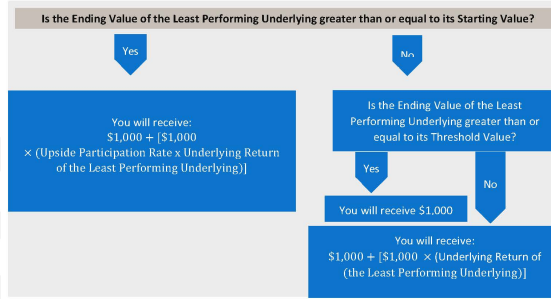 Is the Ending Value of the Least Performing Underlying greater than or equal to its Starting Value?
Yes
No
You will receive:
$1,000 + [$1,000
× (Upside Participation Rate x Underlying Return
of the Least Performing Underlying)]
Is the Ending Value of the Least
Performing Underlying greater than or
equal to its Threshold Value?
Yes
No
You will receive $1,000
You will receive:
$1,000 + [$1,000 × (Underlying Return of
(the Least Performing Underlying)]